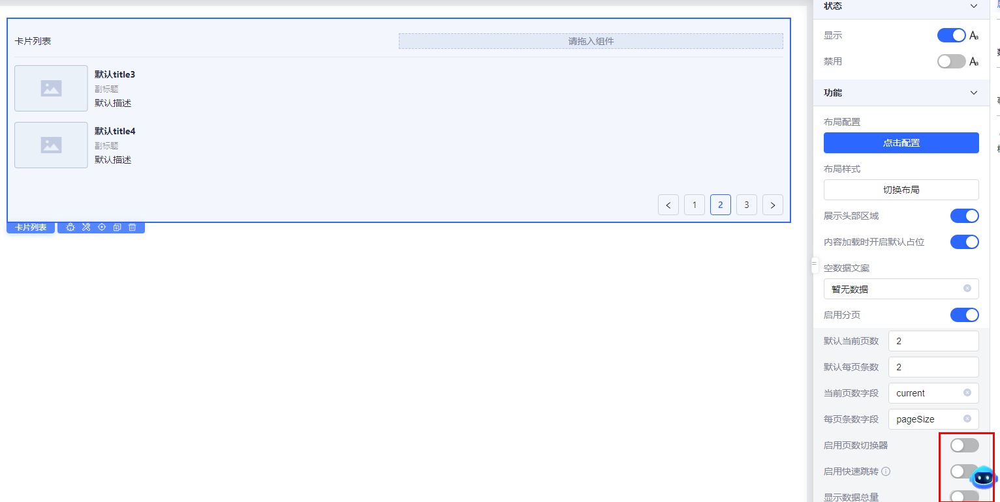 卡片列表
请拖入组件
默认title3
副标题
默认描述
默认title4
副标题
默认描述
1
2
3
卡片列表
状态
显示
禁用
功能
布局配置
点击配置
布局样式
切换布局
展示头部区域
内容加载时开启默认占位
空数据文案
暂无数据
启用分页
默认当前页数
2
默认每页条数
2
当前页数字段
current
每页条数字段
pageSize
启用页数切换器
启用快速跳转
显示数据总量